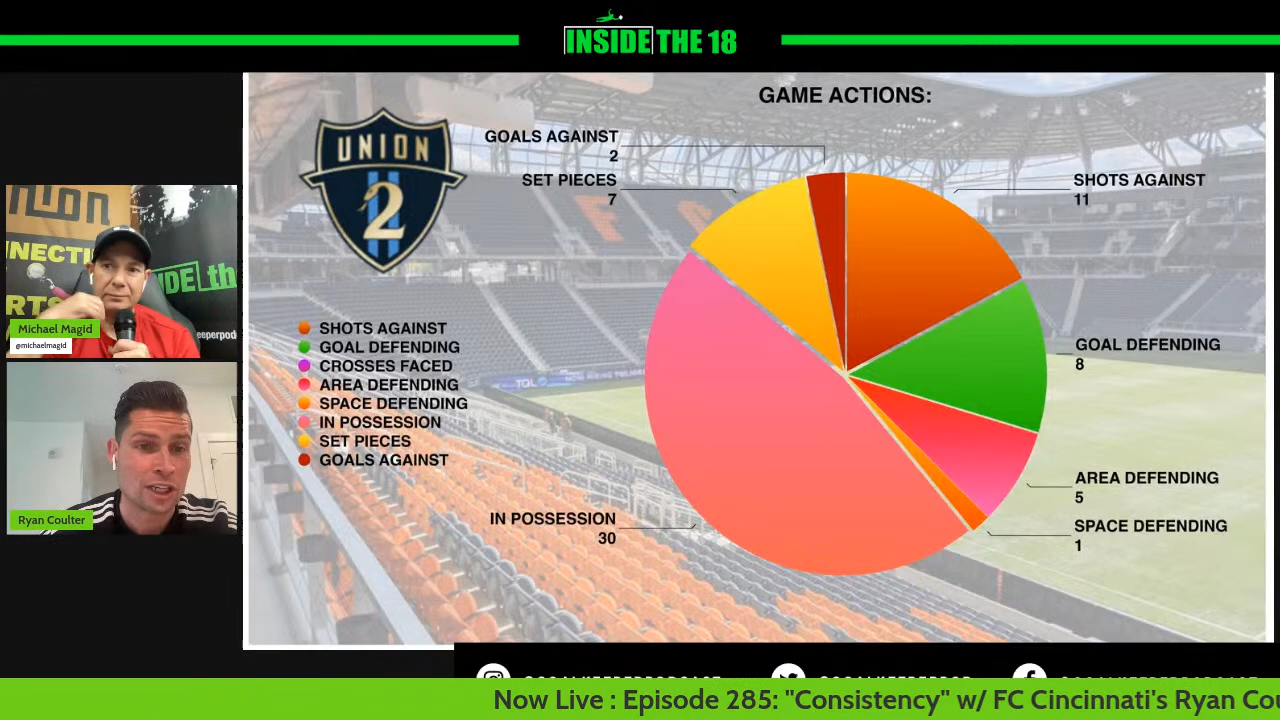 INSIDE THE 18
GAME ACTIONS:
UNION
2
GOALS AGAINST
2
SET PIECES
7
SHOTS AGAINST
11
GOAL DEFENDING
8
AREA DEFENDING
5
SPACE DEFENDING
1
IN POSSESSION
30
SHOTS AGAINST
GOAL DEFENDING
CROSSES FACED
AREA DEFENDING
SPACE DEFENDING
IN POSSESSION
SET PIECES
GOALS AGAINST
F C
TQL
INSIDE
Michael Magid
@michaelmagid
Ryan Coulter
Now Live : Episode 285: "Consistency" w/ FC Cincinnati's Ryan Cou